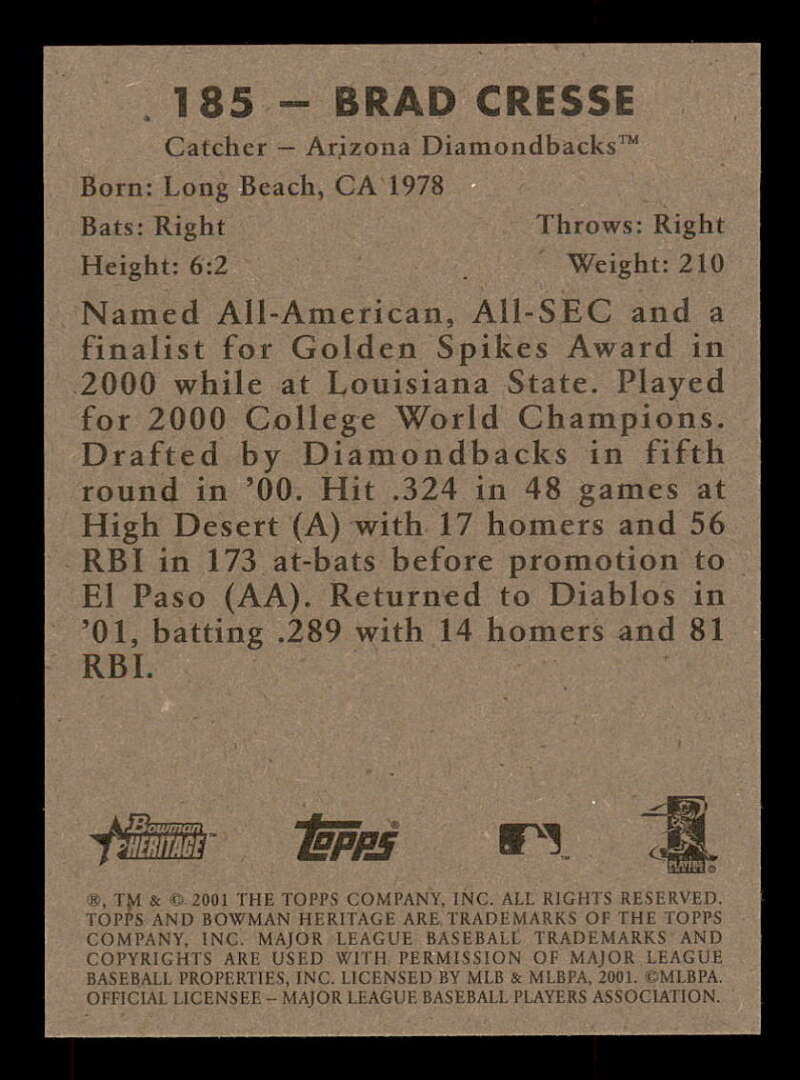 185 – BRAD CRESSE
Catcher – Arizona Diamondbacks™
Born: Long Beach, CA 1978
Bats: Right Throws: Right
Height: 6:2 Weight: 210
Named All-American, All-SEC and a
finalist for Golden Spikes Award in
2000 while at Louisiana State. Played
for 2000 College World Champions.
Drafted by Diamondbacks in fifth
round in ’00. Hit .324 in 48 games at
High Desert (A) with 17 homers and 56
RBI in 173 at-bats before promotion to
El Paso (AA). Returned to Diablos in
’01, batting .289 with 14 homers and 81
RBI.
Bowman
HERITAGE™
Topps®
™
PLAYERS®
®, TM & © 2001 THE TOPPS COMPANY, INC. ALL RIGHTS RESERVED.
TOPPS AND BOWMAN HERITAGE ARE TRADEMARKS OF THE TOPPS
COMPANY, INC. MAJOR LEAGUE BASEBALL TRADEMARKS AND
COPYRIGHTS ARE USED WITH PERMISSION OF MAJOR LEAGUE
BASEBALL PROPERTIES, INC. LICENSED BY MLB & MLBPA, 2001. ©MLBPA.
OFFICIAL LICENSEE – MAJOR LEAGUE BASEBALL PLAYERS ASSOCIATION.